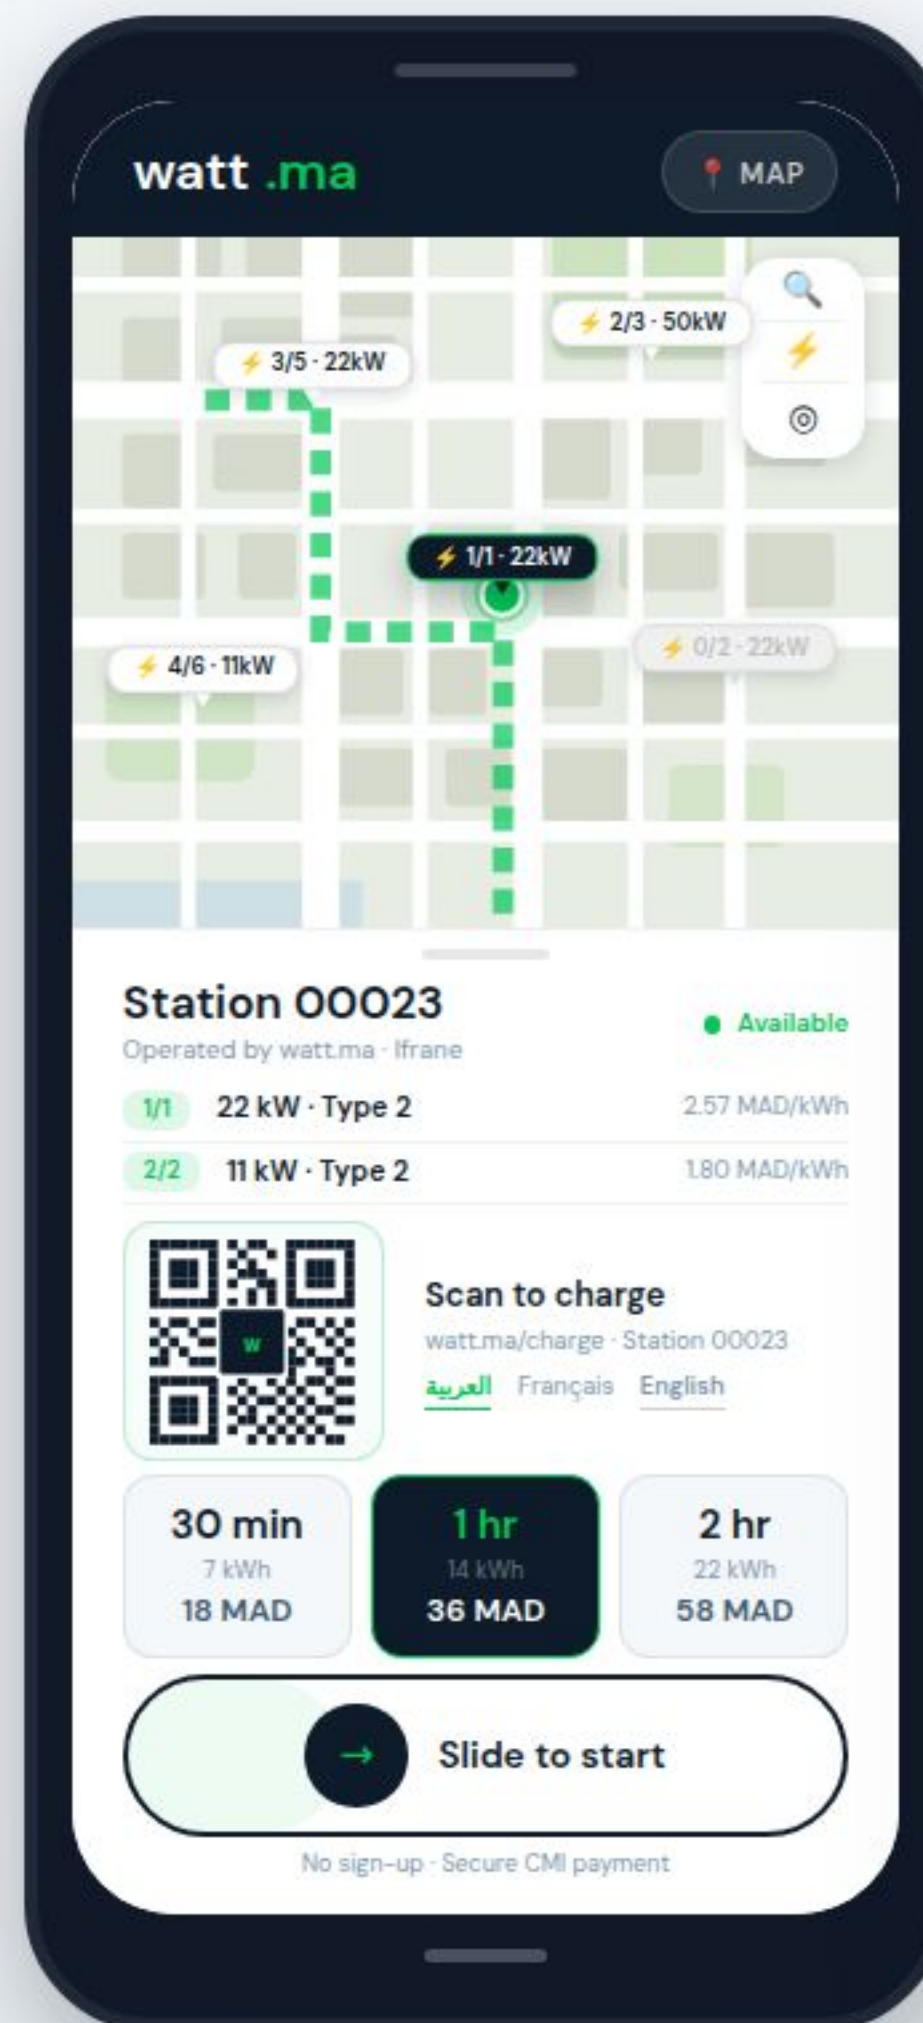 watt .ma
📍 MAP
⚡ 2/3 · 50kW
⚡ 3/5 · 22kW
⚡ 1/1 · 22kW
⚡ 0/2 · 22kW
⚡ 4/6 · 11kW
Station 00023
Available
Operated by watt.ma · Ifrane
1/1 22 kW · Type 2 2.57 MAD/kWh
2/2 11 kW · Type 2 1.80 MAD/kWh
W
Scan to charge
watt.ma/charge · Station 00023
العربية Français English
30 min 1 hr 2 hr
7 kWh 14 kWh 22 kWh
18 MAD 36 MAD 58 MAD
→ Slide to start
No sign-up · Secure CMI payment